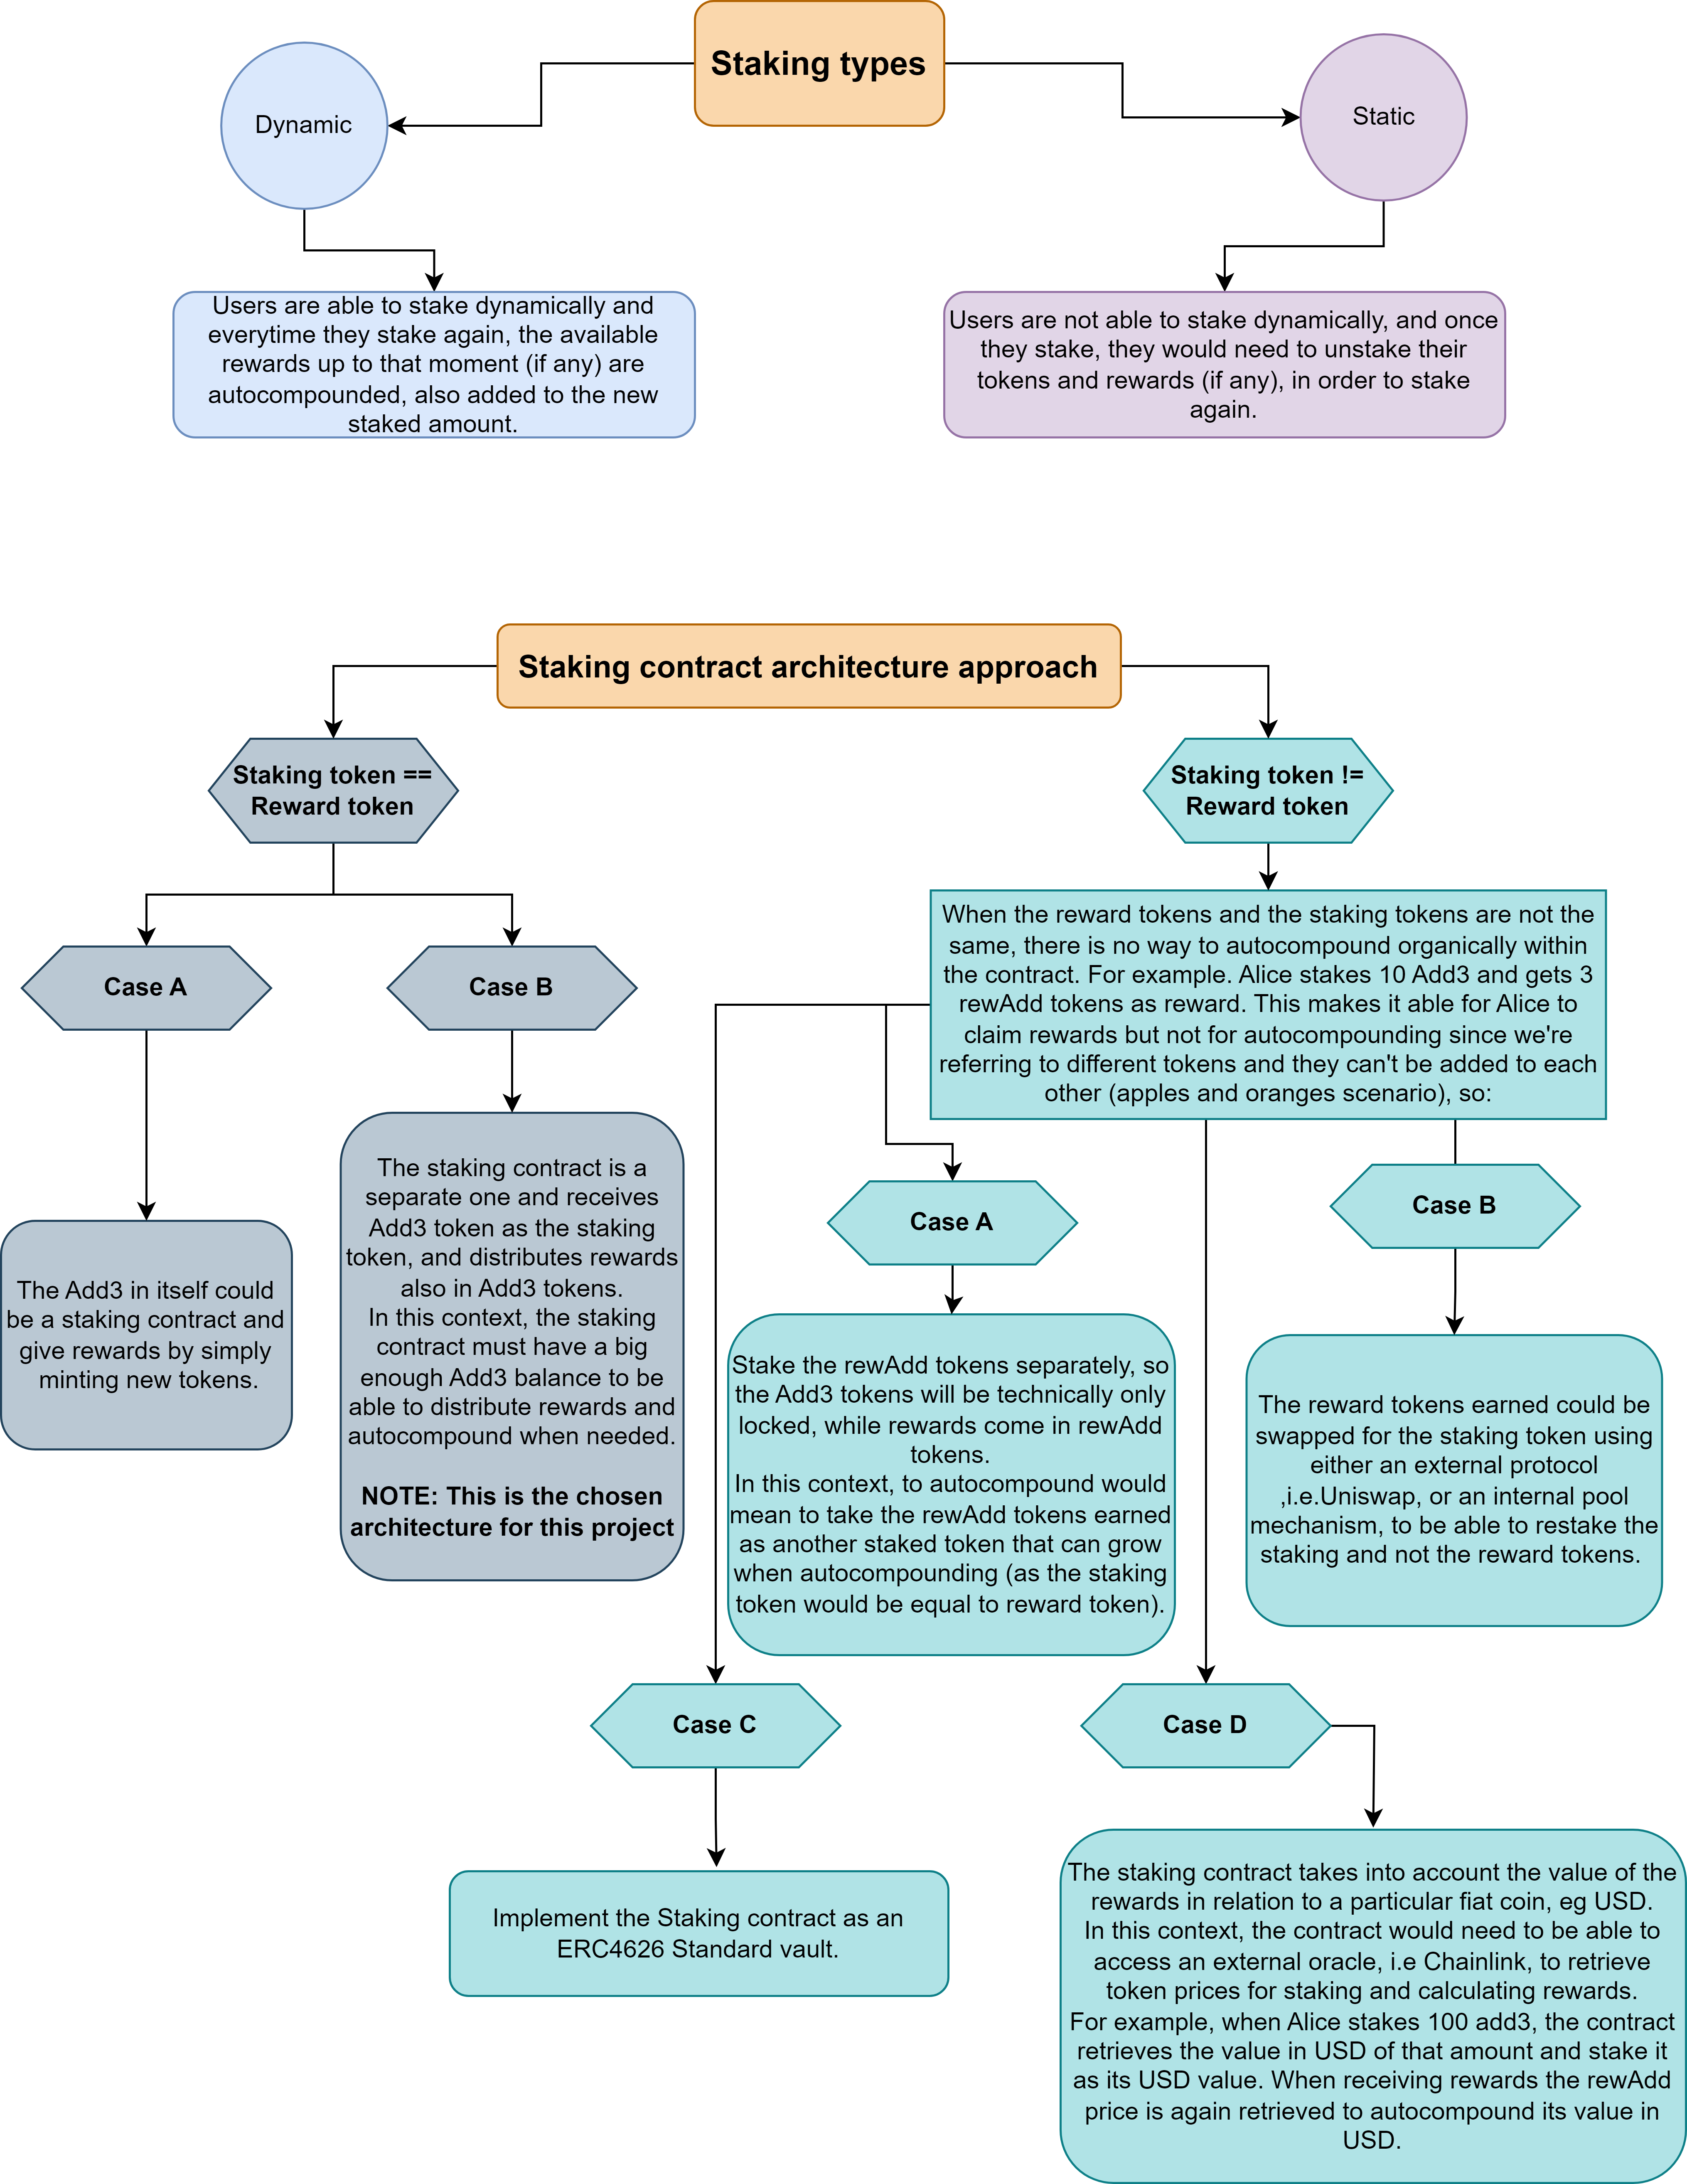 Staking types
Dynamic
Static
Users are able to stake dynamically and
everytime they stake again, the available
rewards up to that moment (if any) are
autocompounded, also added to the new
staked amount.
Users are not able to stake dynamically, and once
they stake, they would need to unstake their
tokens and rewards (if any), in order to stake
again.
Staking contract architecture approach
Staking token ==
Reward token
Staking token !=
Reward token
Case A
Case B
When the reward tokens and the staking tokens are not the
same, there is no way to autocompound organically within
the contract. For example. Alice stakes 10 Add3 and gets 3
rewAdd tokens as reward. This makes it able for Alice to
claim rewards but not for autocompounding since we're
referring to different tokens and they can't be added to each
other (apples and oranges scenario), so:
The Add3 in itself could
be a staking contract and
give rewards by simply
minting new tokens.
The staking contract is a
separate one and receives
Add3 token as the staking
token, and distributes rewards
also in Add3 tokens.
In this context, the staking
contract must have a big
enough Add3 balance to be
able to distribute rewards and
autocompound when needed.
NOTE: This is the chosen
architecture for this project
Case A
Case B
Stake the rewAdd tokens separately, so
the Add3 tokens will be technically only
locked, while rewards come in rewAdd
tokens.
In this context, to autocompound would
mean to take the rewAdd tokens earned
as another staked token that can grow
when autocompounding (as the staking
token would be equal to reward token).
The reward tokens earned could be
swapped for the staking token using
either an external protocol
,i.e.Uniswap, or an internal pool
mechanism, to be able to restake the
staking and not the reward tokens.
Case C
Case D
Implement the Staking contract as an
ERC4626 Standard vault.
The staking contract takes into account the value of the
rewards in relation to a particular fiat coin, eg USD.
In this context, the contract would need to be able to
access an external oracle, i.e Chainlink, to retrieve
token prices for staking and calculating rewards.
For example, when Alice stakes 100 add3, the contract
retrieves the value in USD of that amount and stake it
as its USD value. When receiving rewards the rewAdd
price is again retrieved to autocompound its value in
USD.